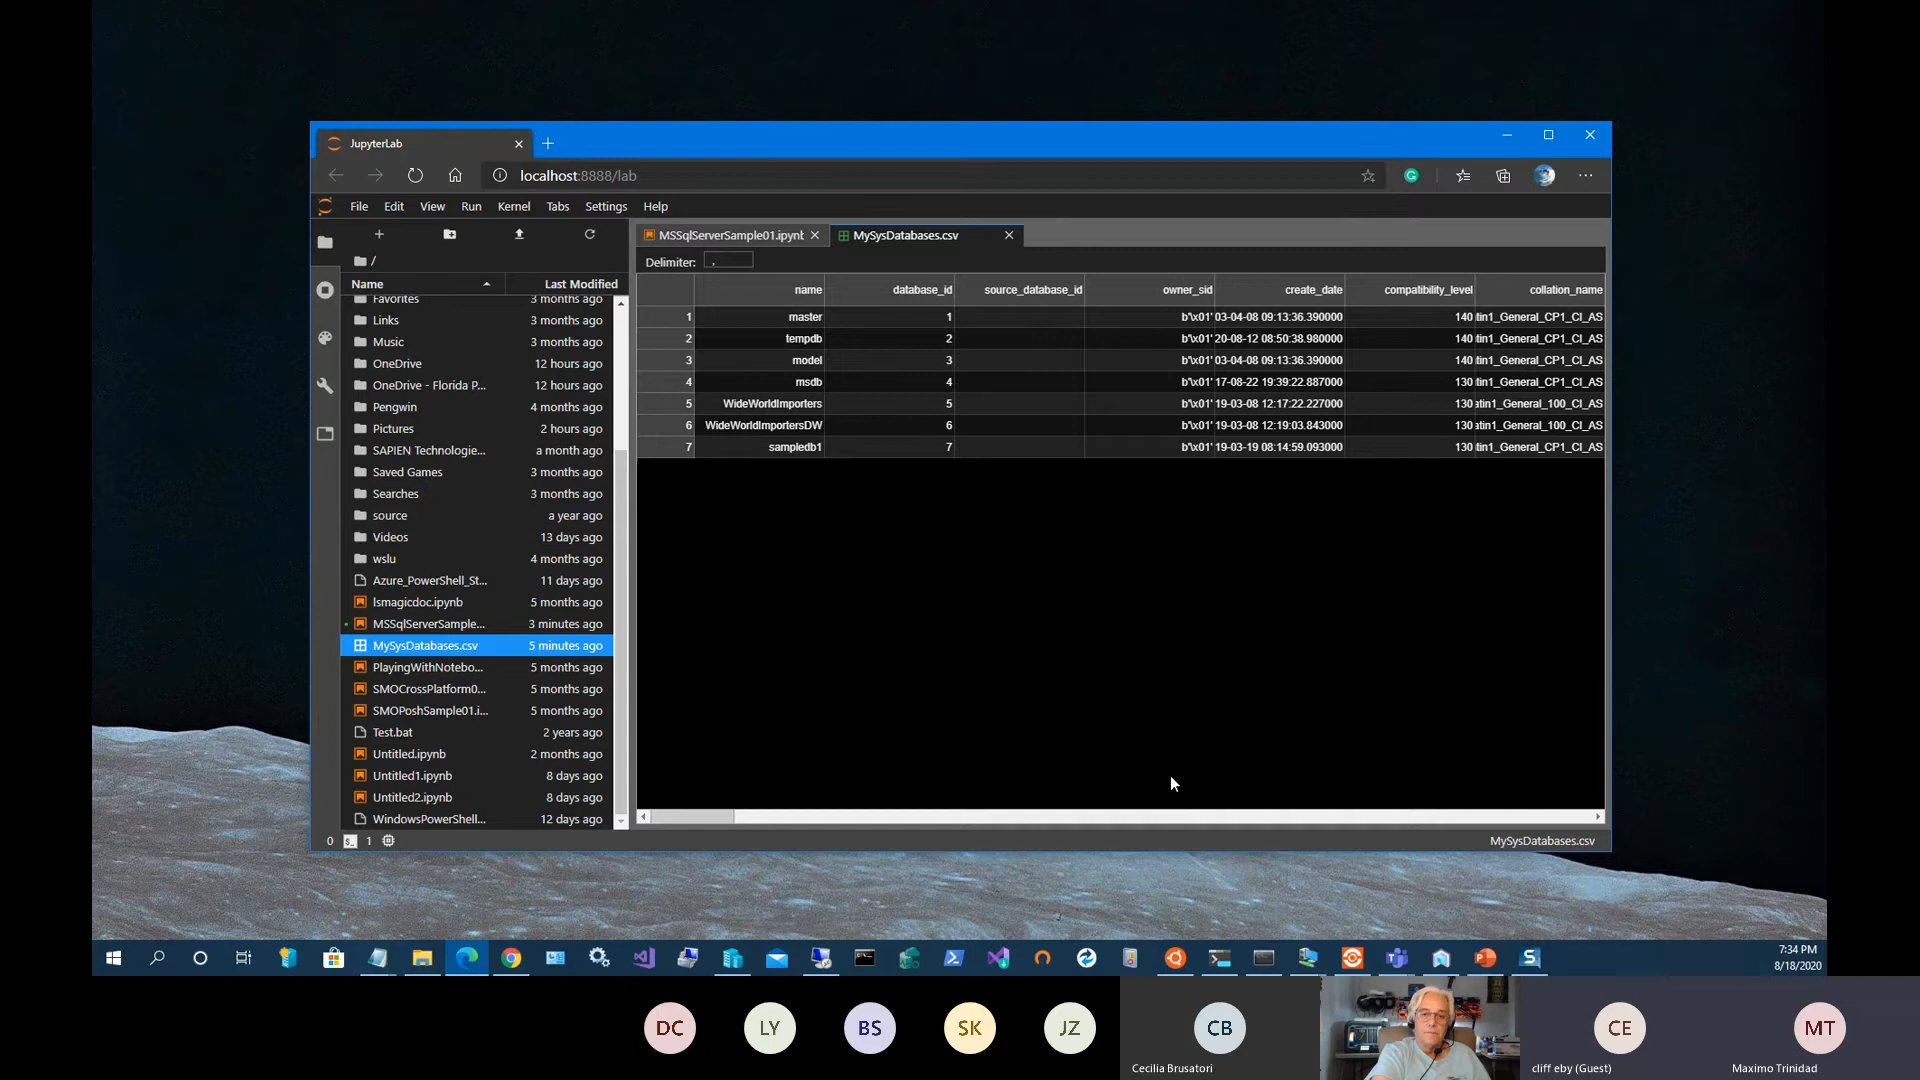 JupyterLab
localhost:8888/lab
File Edit View Run Kernel Tabs Settings Help
MSSqlServerSample01.ipynb MySysDatabases.csv
/
Delimiter: ,
Name Last Modified
Favorites 3 months ago
Links 3 months ago
Music 3 months ago
OneDrive 12 hours ago
OneDrive - Florida P... 12 hours ago
Pengwin 4 months ago
Pictures 2 hours ago
SAPIEN Technologie... a month ago
Saved Games 3 months ago
Searches 3 months ago
source a year ago
Videos 13 days ago
wslu 4 months ago
Azure_PowerShell_St... 11 days ago
lsmagicdoc.ipynb 5 months ago
MSSqlServerSample... 3 minutes ago
MySysDatabases.csv 5 minutes ago
PlayingWithNotebo... 5 months ago
SMOCrossPlatform0... 5 months ago
SMOPoshSample01.i... 5 months ago
Test.bat 2 years ago
Untitled.ipynb 2 months ago
Untitled1.ipynb 8 days ago
Untitled2.ipynb 8 days ago
WindowsPowerShell... 12 days ago
name database_id source_database_id owner_sid create_date compatibility_level collation_name
1 master 1 b'\x01' 03-04-08 09:13:36.390000 140 tin1_General_CP1_CI_AS
2 tempdb 2 b'\x01' 20-08-12 08:50:38.980000 140 tin1_General_CP1_CI_AS
3 model 3 b'\x01' 03-04-08 09:13:36.390000 140 tin1_General_CP1_CI_AS
4 msdb 4 b'\x01' 17-08-22 19:39:22.887000 130 tin1_General_CP1_CI_AS
5 WideWorldImporters 5 b'\x01' 19-03-08 12:17:22.227000 130 atin1_General_100_CI_AS
6 WideWorldImportersDW 6 b'\x01' 19-03-08 12:19:03.843000 130 atin1_General_100_CI_AS
7 sampledb1 7 b'\x01' 19-03-19 08:14:59.093000 130 tin1_General_CP1_CI_AS
0 1 MySysDatabases.csv
7:34 PM
8/18/2020
DC LY BS SK JZ CB CE MT
Cecilia Brusatori cliff eby (Guest) Maximo Trinidad